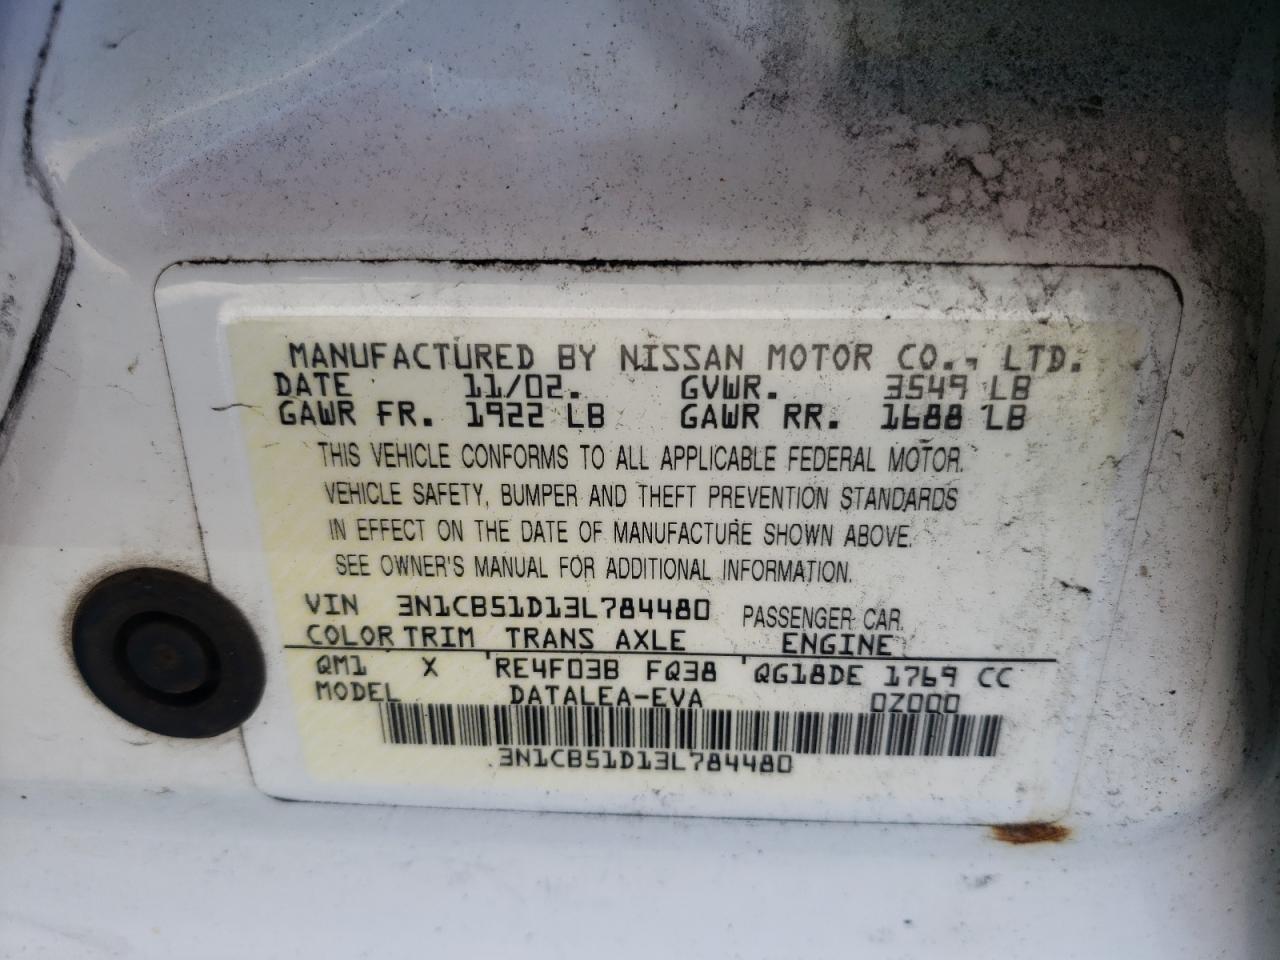 MANUFACTURED BY NISSAN MOTOR CO., LTD.
DATE 11/02. GVWR. 3549 LB
GAWR FR. 1922 LB GAWR RR. 1688 LB
THIS VEHICLE CONFORMS TO ALL APPLICABLE FEDERAL MOTOR
VEHICLE SAFETY, BUMPER AND THEFT PREVENTION STANDARDS
IN EFFECT ON THE DATE OF MANUFACTURE SHOWN ABOVE.
SEE OWNER'S MANUAL FOR ADDITIONAL INFORMATION.
VIN 3N1CB51D13L784480 PASSENGER CAR
COLOR TRIM TRANS AXLE ENGINE
QM1 X RE4F03B FQ38 QG18DE 1769 CC
MODEL DATALEA-EVA 0Z000
3N1CB51D13L784480